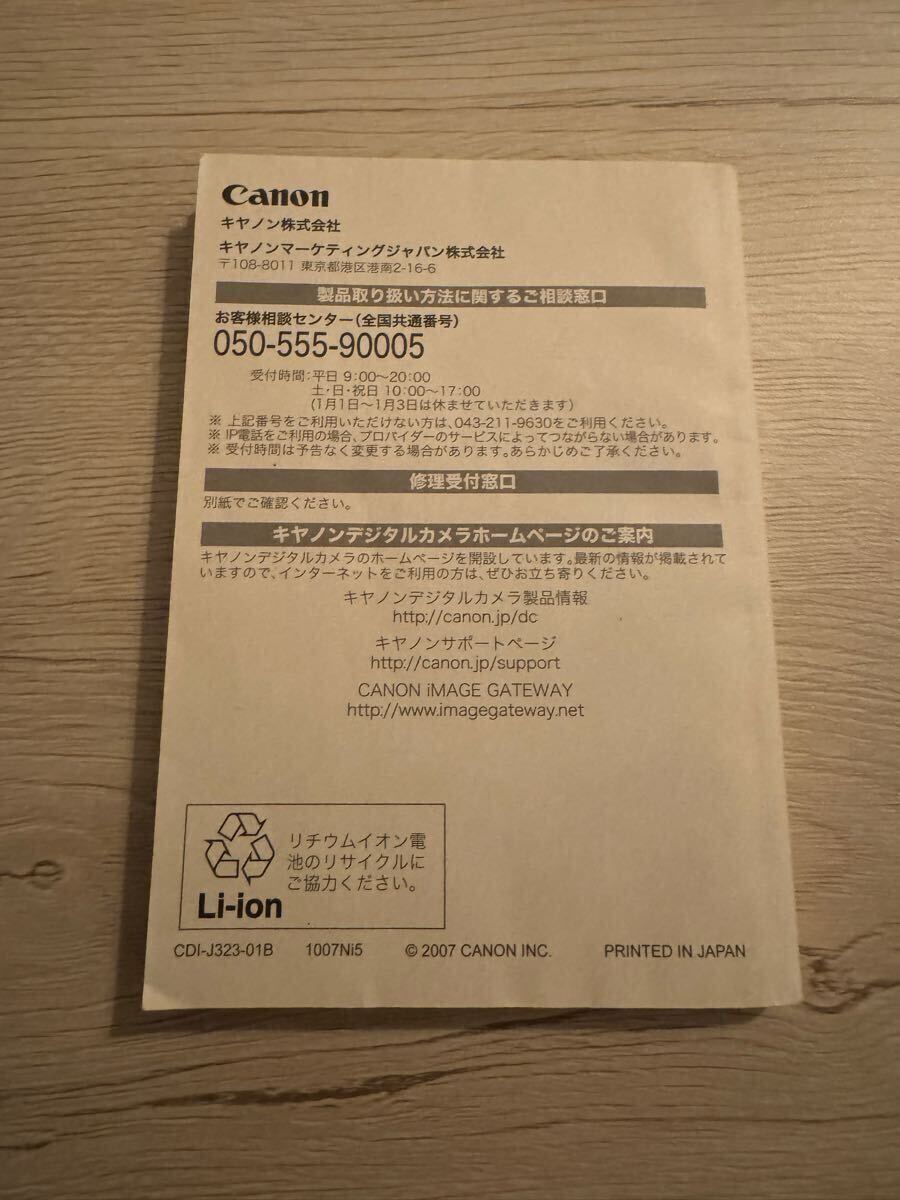 Canon
キヤノン株式会社
キヤノンマーケティングジャパン株式会社
〒108-8011 東京都港区港南2-16-6
製品取り扱い方法に関するご相談窓口
お客様相談センター(全国共通番号)
050-555-90005
受付時間:平日 9:00〜20:00
土・日・祝日 10:00〜17:00
(1月1日〜1月3日は休ませていただきます)
※ 上記番号をご利用いただけない方は、043-211-9630をご利用ください。
※ IP電話をご利用の場合、プロバイダーのサービスによってつながらない場合があります。
※ 受付時間は予告なく変更する場合があります。あらかじめご了承ください。
修理受付窓口
別紙でご確認ください。
キヤノンデジタルカメラホームページのご案内
キヤノンデジタルカメラのホームページを開設しています。最新の情報が掲載されて
いますので、インターネットをご利用の方は、ぜひお立ち寄りください。
キヤノンデジタルカメラ製品情報
http://canon.jp/dc
キヤノンサポートページ
http://canon.jp/support
CANON iMAGE GATEWAY
http://www.imagegateway.net
リチウムイオン電
池のリサイクルに
ご協力ください。
Li-ion
CDI-J323-01B 1007Ni5 © 2007 CANON INC. PRINTED IN JAPAN